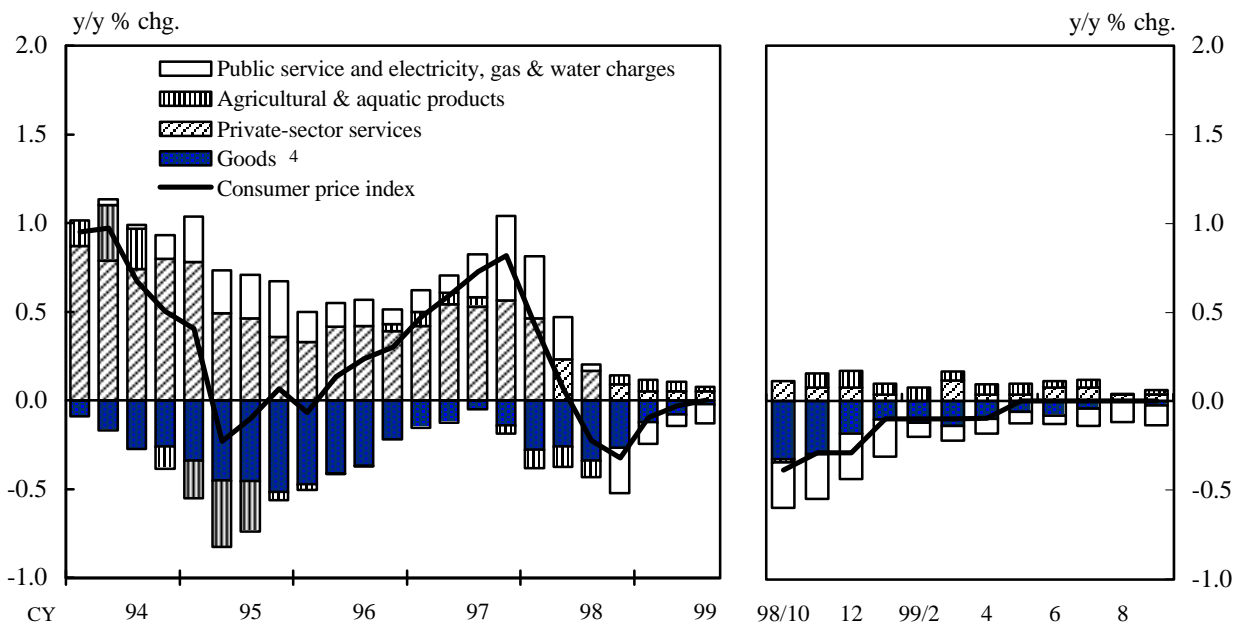 y/y % chg.
y/y % chg.
2.0
1.5
1.0
0.5
0.0
-0.5
-1.0
Public service and electricity, gas & water charges
Agricultural & aquatic products
Private-sector services
Goods 4
Consumer price index
2.0
1.5
1.0
0.5
0.0
-0.5
-1.0
CY 94 95 96 97 98 99
98/10 12 99/2 4 6 8